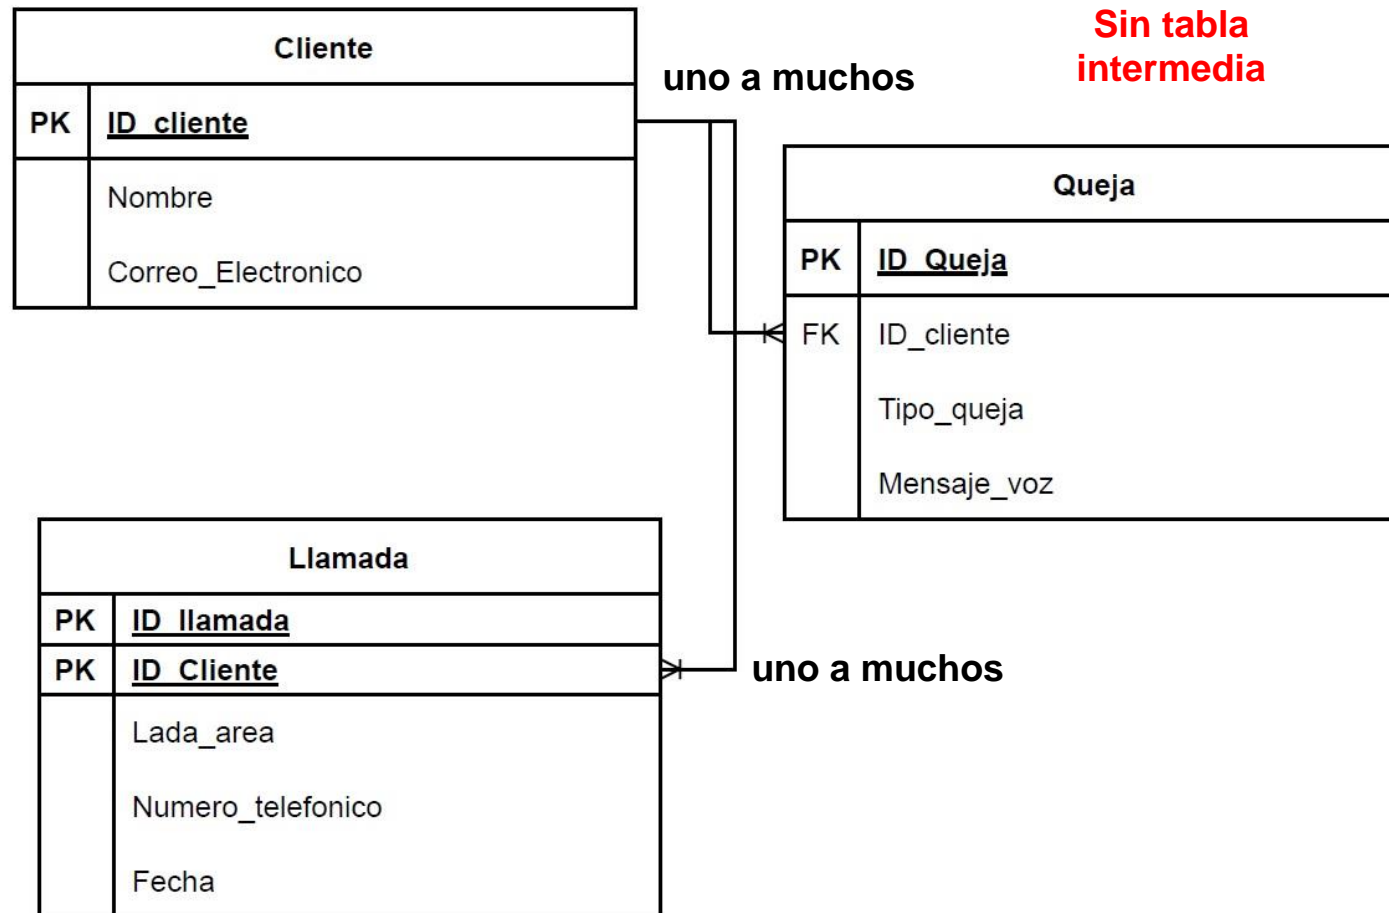 Sin tabla
intermedia
Cliente
uno a muchos
PK ID_cliente
Nombre
Correo_Electronico
Queja
PK ID_Queja
FK ID_cliente
Tipo_queja
Mensaje_voz
Llamada
PK ID_llamada
PK ID_Cliente
uno a muchos
Lada_area
Numero_telefonico
Fecha